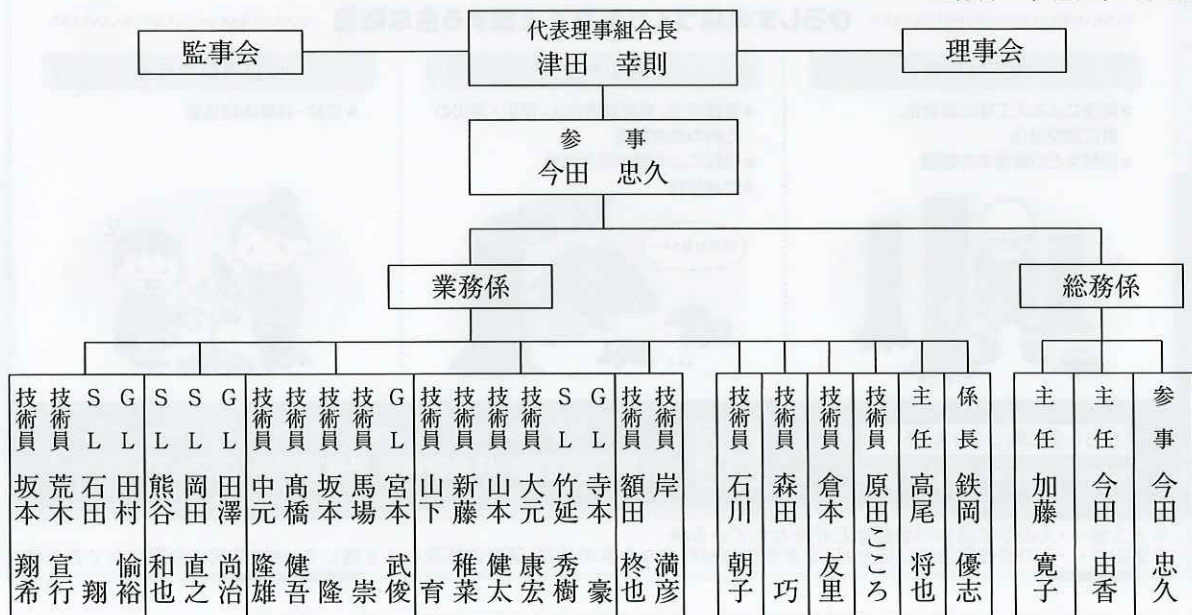 監事会
代表理事組合長
津田 幸則
理事会
参 事
今田 忠久
業務係
総務係
技術員 坂本 翔希
技術員 荒木 宣行
S L 石田 翔
G L 田村 愉裕
S L 熊谷 和也
S L 岡田 直之
G L 田澤 尚治
技術員 中元 隆雄
技術員 髙橋 健吾
技術員 坂本 隆
技術員 馬場 崇
G L 宮本 武俊
技術員 山下 育
技術員 新藤 稚菜
技術員 山本 健太
技術員 大元 康宏
S L 竹延 秀樹
G L 寺本 豪
技術員 額田 柊也
技術員 岸 満彦
技術員 石川 朝子
技術員 森田 巧
技術員 倉本 友里
技術員 原田こころ
主 任 高尾 将也
係 長 鉄岡 優志
主 任 加藤 寛子
主 任 今田 由香
参 事 今田 忠久